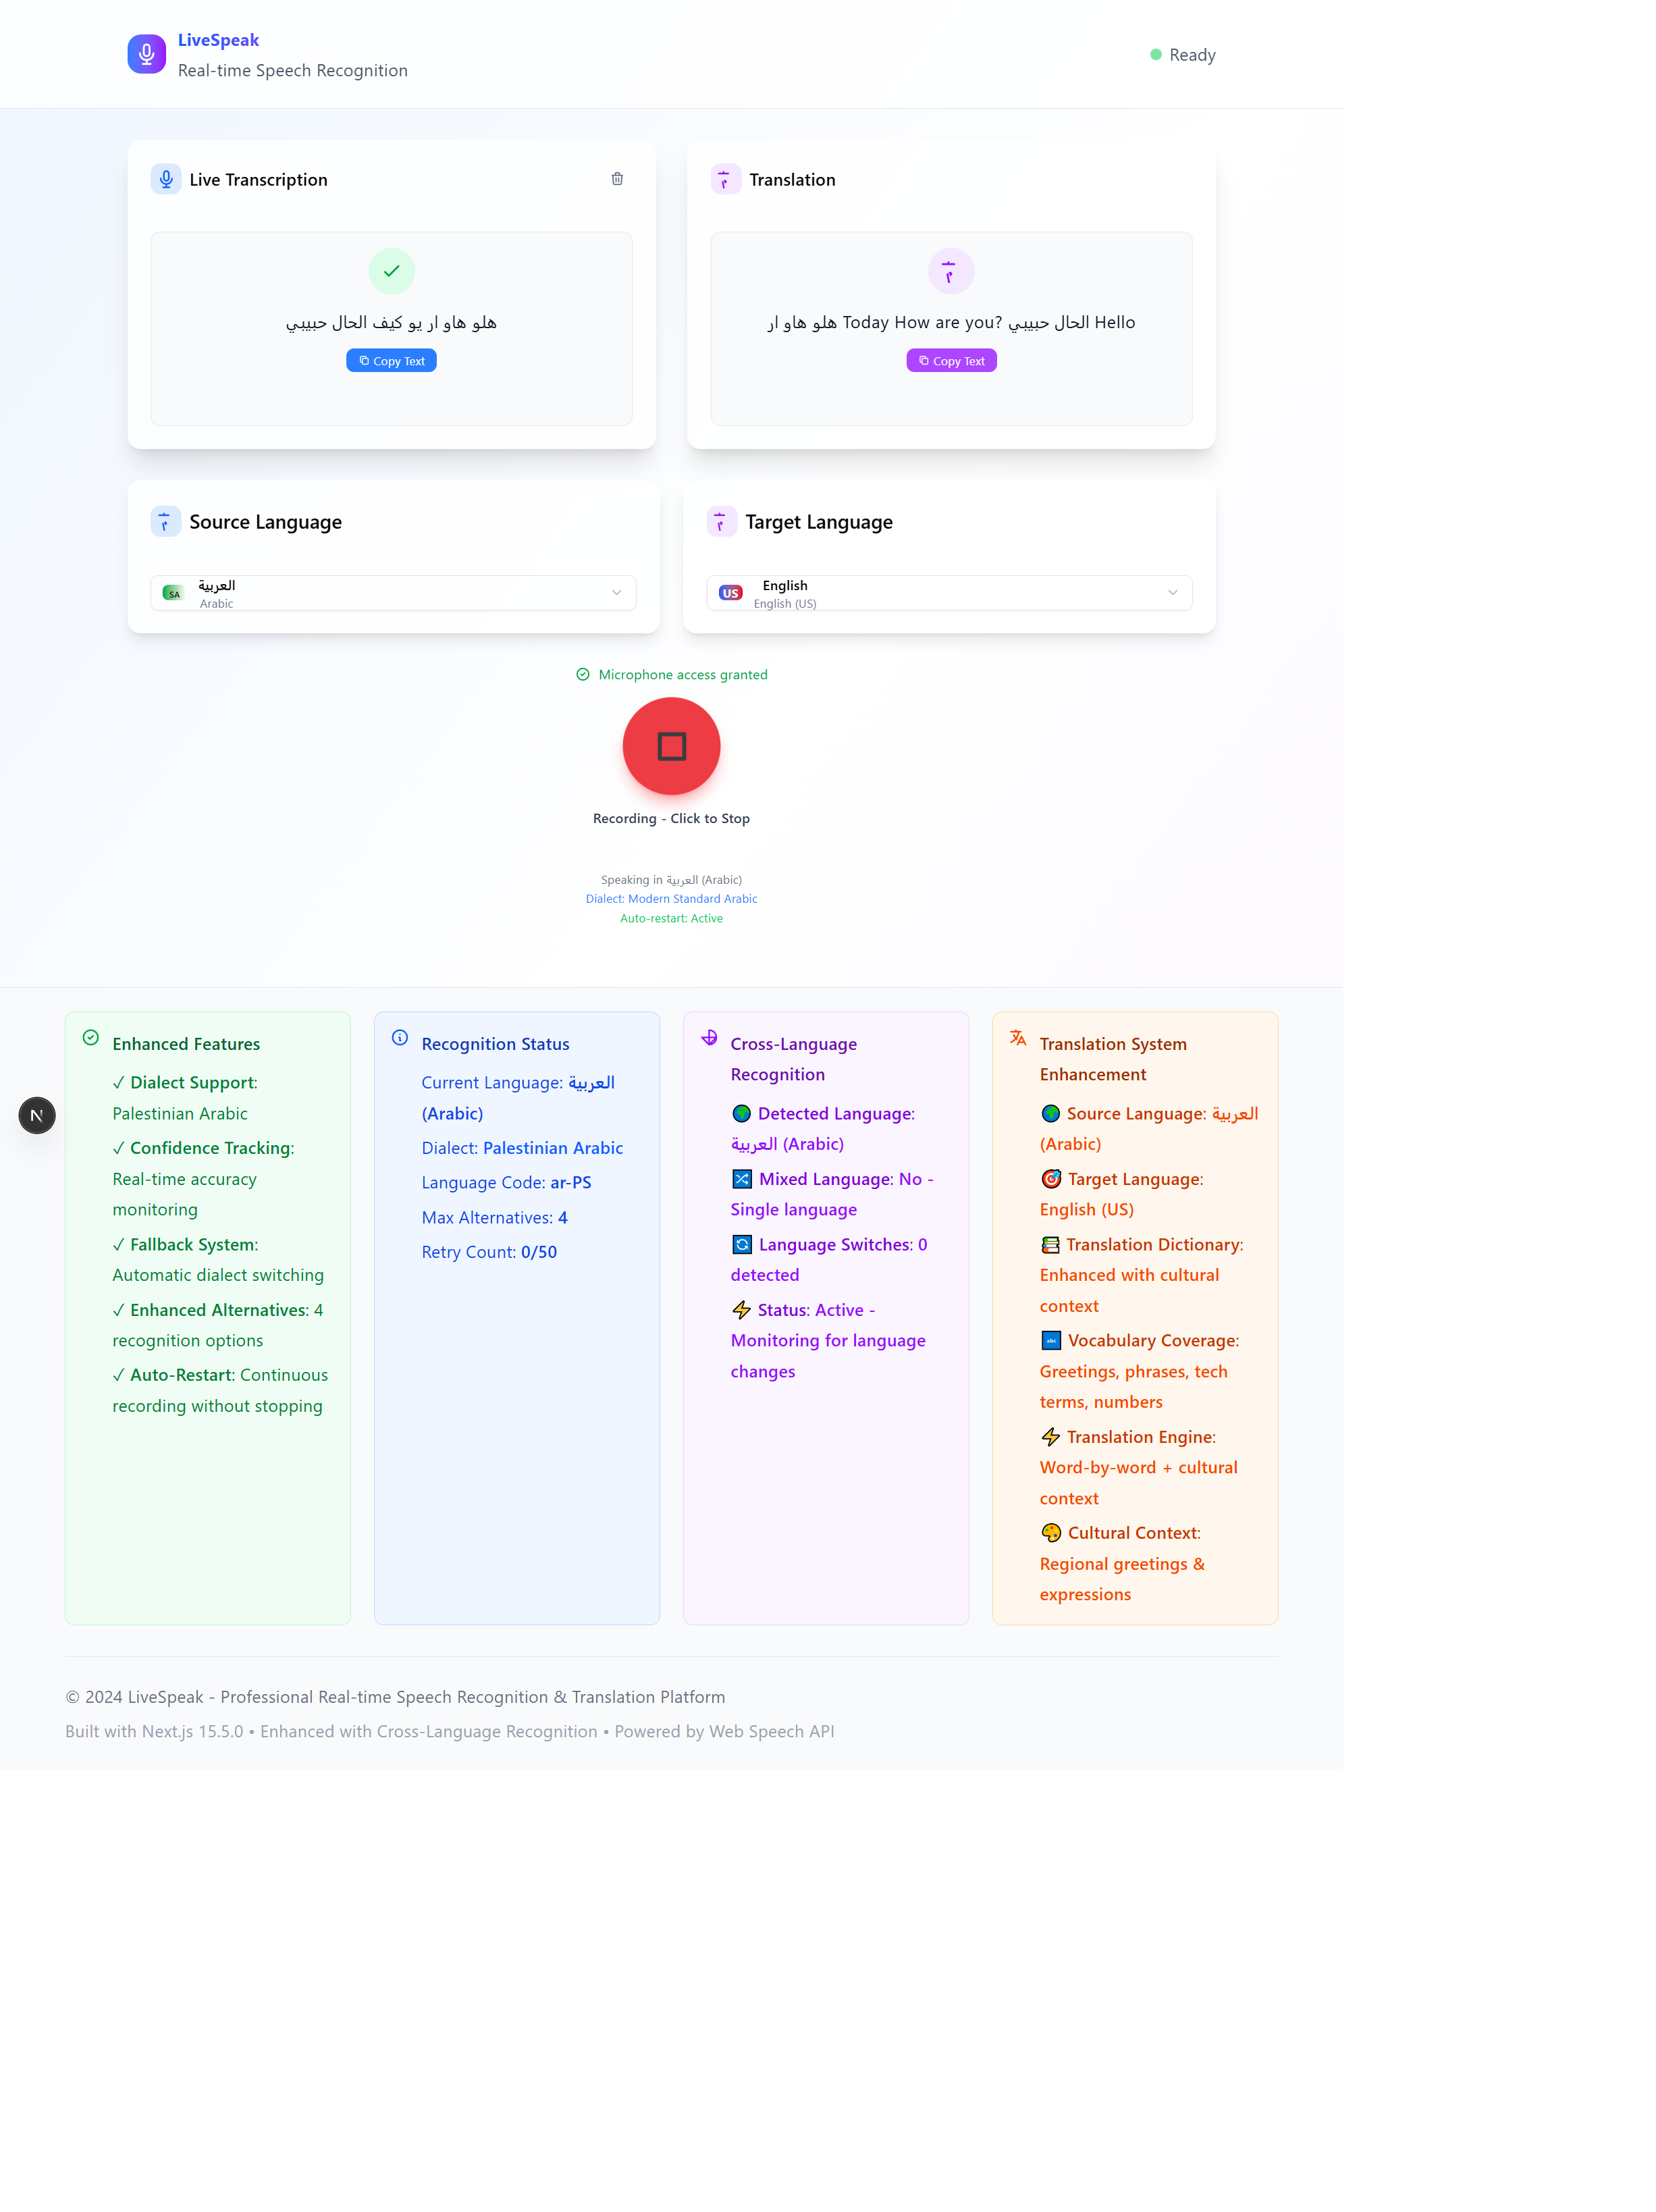 LiveSpeak
Real-time Speech Recognition
Ready
Live Transcription
هلو هاو ار يو كيف الحال حبيبي
Copy Text
Translation
هلو هاو ار Today How are you? الحال حبيبي Hello
Copy Text
Source Language
SA
العربية
Arabic
Target Language
US
English
English (US)
Microphone access granted
Recording - Click to Stop
Speaking in العربية (Arabic)
Dialect: Modern Standard Arabic
Auto-restart: Active
Enhanced Features
✓ Dialect Support:
Palestinian Arabic
✓ Confidence Tracking:
Real-time accuracy
monitoring
✓ Fallback System:
Automatic dialect switching
✓ Enhanced Alternatives: 4
recognition options
✓ Auto-Restart: Continuous
recording without stopping
Recognition Status
Current Language: العربية
(Arabic)
Dialect: Palestinian Arabic
Language Code: ar-PS
Max Alternatives: 4
Retry Count: 0/50
Cross-Language
Recognition
🌍 Detected Language:
العربية (Arabic)
🔀 Mixed Language: No -
Single language
🔄 Language Switches: 0
detected
⚡ Status: Active -
Monitoring for language
changes
Translation System
Enhancement
🌍 Source Language: العربية
(Arabic)
🎯 Target Language:
English (US)
📚 Translation Dictionary:
Enhanced with cultural
context
🔤 Vocabulary Coverage:
Greetings, phrases, tech
terms, numbers
⚡ Translation Engine:
Word-by-word + cultural
context
🎨 Cultural Context:
Regional greetings &
expressions
N
© 2024 LiveSpeak - Professional Real-time Speech Recognition & Translation Platform
Built with Next.js 15.5.0 • Enhanced with Cross-Language Recognition • Powered by Web Speech API